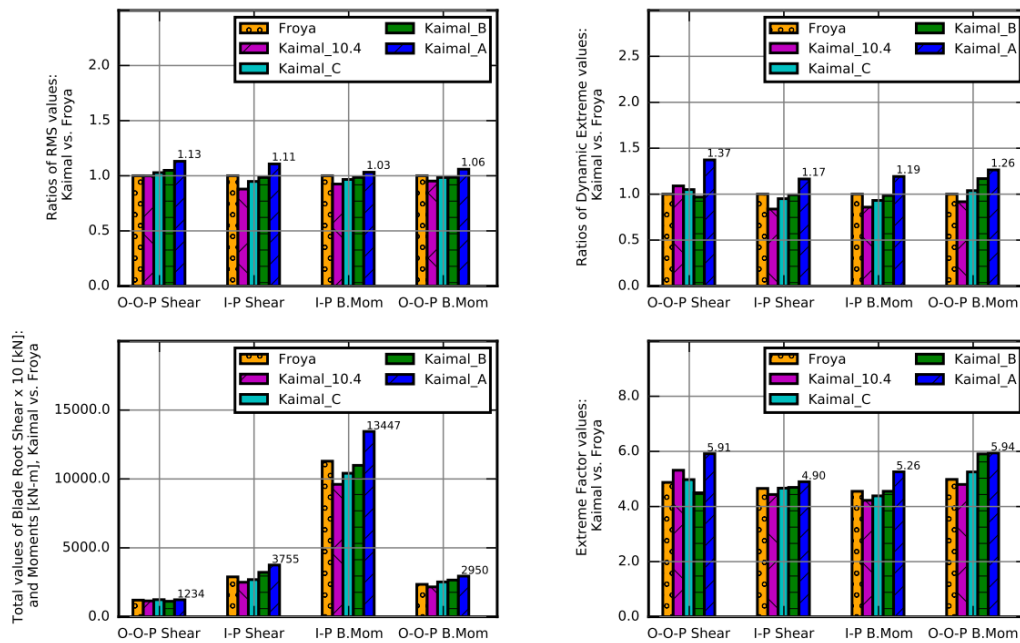 Ratios of RMS values:
Kaimal vs. Froya
2.0
1.5
1.0
0.5
0.0
Froya
Kaimal_10.4
Kaimal_C
Kaimal_B
Kaimal_A
1.13
1.11
1.03
1.06
O-O-P Shear
I-P Shear
I-P B.Mom
O-O-P B.Mom
Ratios of Dynamic Extreme values:
Kaimal vs. Froya
2.5
2.0
1.5
1.0
0.5
0.0
Froya
Kaimal_10.4
Kaimal_C
Kaimal_B
Kaimal_A
1.37
1.17
1.19
1.26
O-O-P Shear
I-P Shear
I-P B.Mom
O-O-P B.Mom
Total values of Blade Root Shear x 10 [kN]
and Moments [kN-m], Kaimal vs. Froya
15000.0
10000.0
5000.0
0.0
Froya
Kaimal_10.4
Kaimal_C
Kaimal_B
Kaimal_A
1234
3755
13447
2950
O-O-P Shear
I-P Shear
I-P B.Mom
O-O-P B.Mom
Extreme Factor values:
Kaimal vs. Froya
8.0
6.0
4.0
2.0
0.0
Froya
Kaimal_10.4
Kaimal_C
Kaimal_B
Kaimal_A
5.91
4.90
5.26
5.94
O-O-P Shear
I-P Shear
I-P B.Mom
O-O-P B.Mom